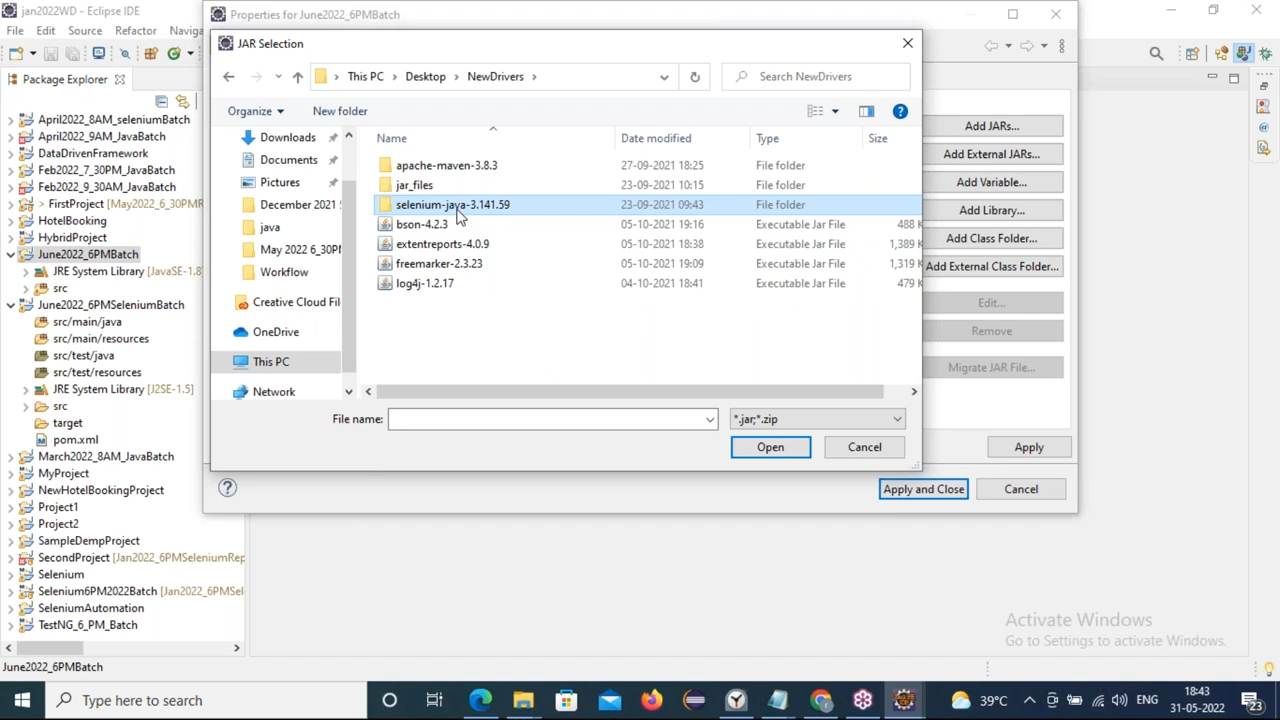 jan2022WD - Eclipse IDE
File Edit Source Refactor Naviga
Package Explorer
April2022_8AM_seleniumBatch
April2022_9AM_JavaBatch
DataDrivenFramework
Feb2022_7_30PM_JavaBatch
Feb2022_9_30AM_JavaBatch
> FirstProject [May2022_6_30PMR
HotelBooking
HybridProject
June2022_6PMBatch
JRE System Library [JavaSE-1.8]
src
June2022_6PMSeleniumBatch
src/main/java
src/main/resources
src/test/java
src/test/resources
JRE System Library [J2SE-1.5]
src
target
pom.xml
March2022_8AM_JavaBatch
MyProject
NewHotelBookingProject
Project1
Project2
SampleDempProject
SecondProject [Jan2022_6PMSeleniumRep
Selenium
Selenium6PM2022Batch [Jan2022_6PMSel
SeleniumAutomation
TestNG_6_PM_Batch
June2022_6PMBatch
Properties for June2022_6PMBatch
JAR Selection
This PC > Desktop > NewDrivers >
Search NewDrivers
Organize New folder
Downloads
Documents
Pictures
December 2021
java
May 2022 6_30PM
Workflow
Creative Cloud Fil
OneDrive
This PC
Network
Name Date modified Type Size
apache-maven-3.8.3 27-09-2021 18:25 File folder
jar_files 23-09-2021 10:15 File folder
selenium-java-3.141.59 23-09-2021 09:43 File folder
bson-4.2.3 05-10-2021 19:16 Executable Jar File 488 K
extentreports-4.0.9 05-10-2021 18:38 Executable Jar File 1,389 K
freemarker-2.3.23 05-10-2021 19:09 Executable Jar File 1,319 K
log4j-1.2.17 04-10-2021 18:41 Executable Jar File 479 K
File name: *.jar;*.zip
Open Cancel
Add JARs...
Add External JARs...
Add Variable...
Add Library...
Add Class Folder...
Add External Class Folder...
Edit...
Remove
Migrate JAR File...
Apply
Apply and Close Cancel
Activate Windows
Go to Settings to activate Windows.
Type here to search
39°C
ENG
18:43
31-05-2022
23